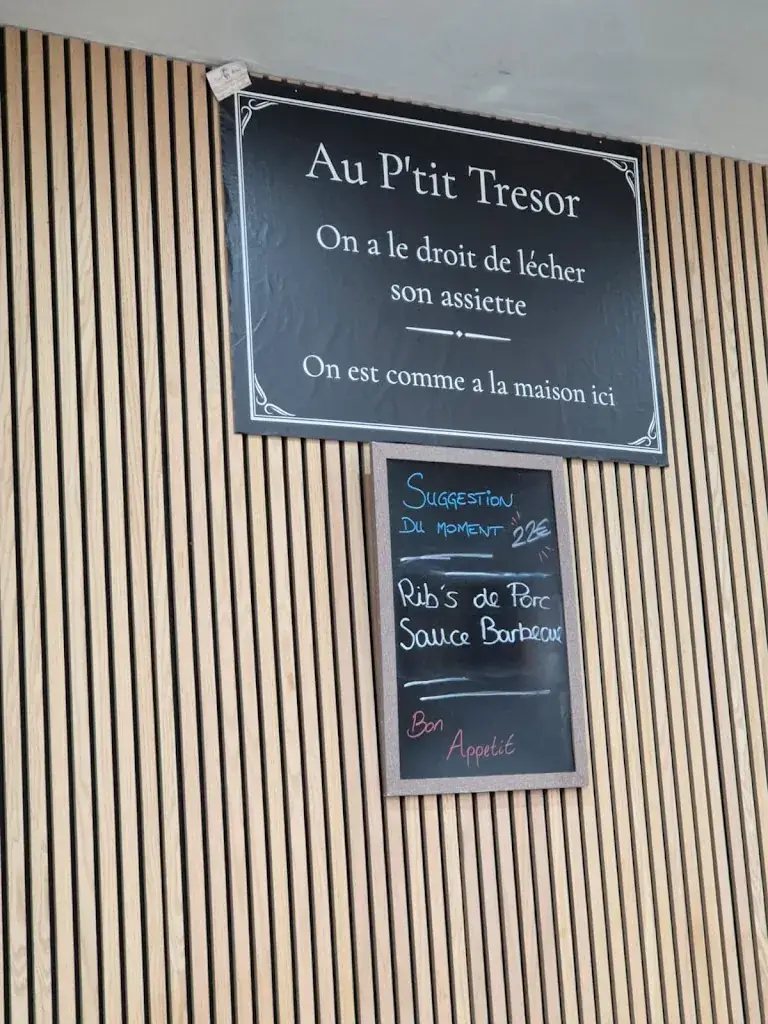 Au P'tit Tresor
On a le droit de lécher
son assiette
On est comme a la maison ici
SUGGESTION
DU MOMENT 22€
Rib's de Porc
Sauce Barbecue
Bon
Appetit